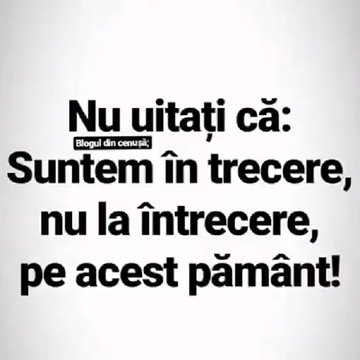 Nu uitați că:
Blogul din cenușă;
Suntem în trecere,
nu la întrecere,
pe acest pământ!